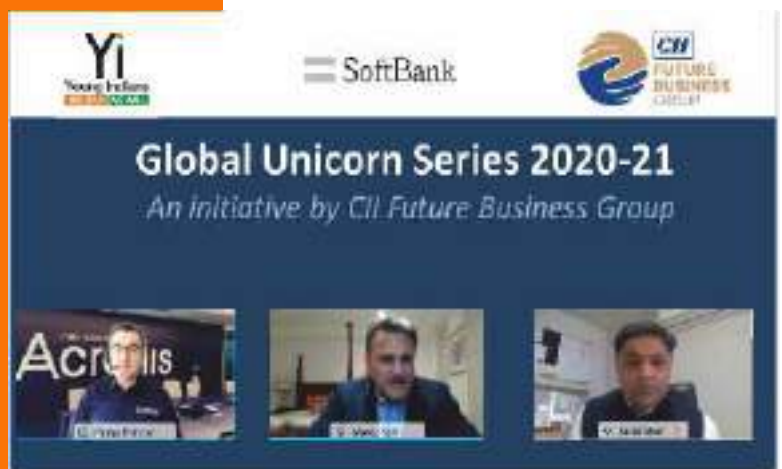 Yi
Young Indians
SoftBank
CII
FUTURE
BUSINESS
GROUP
Global Unicorn Series 2020-21
An Initiative by CII Future Business Group
Acronis